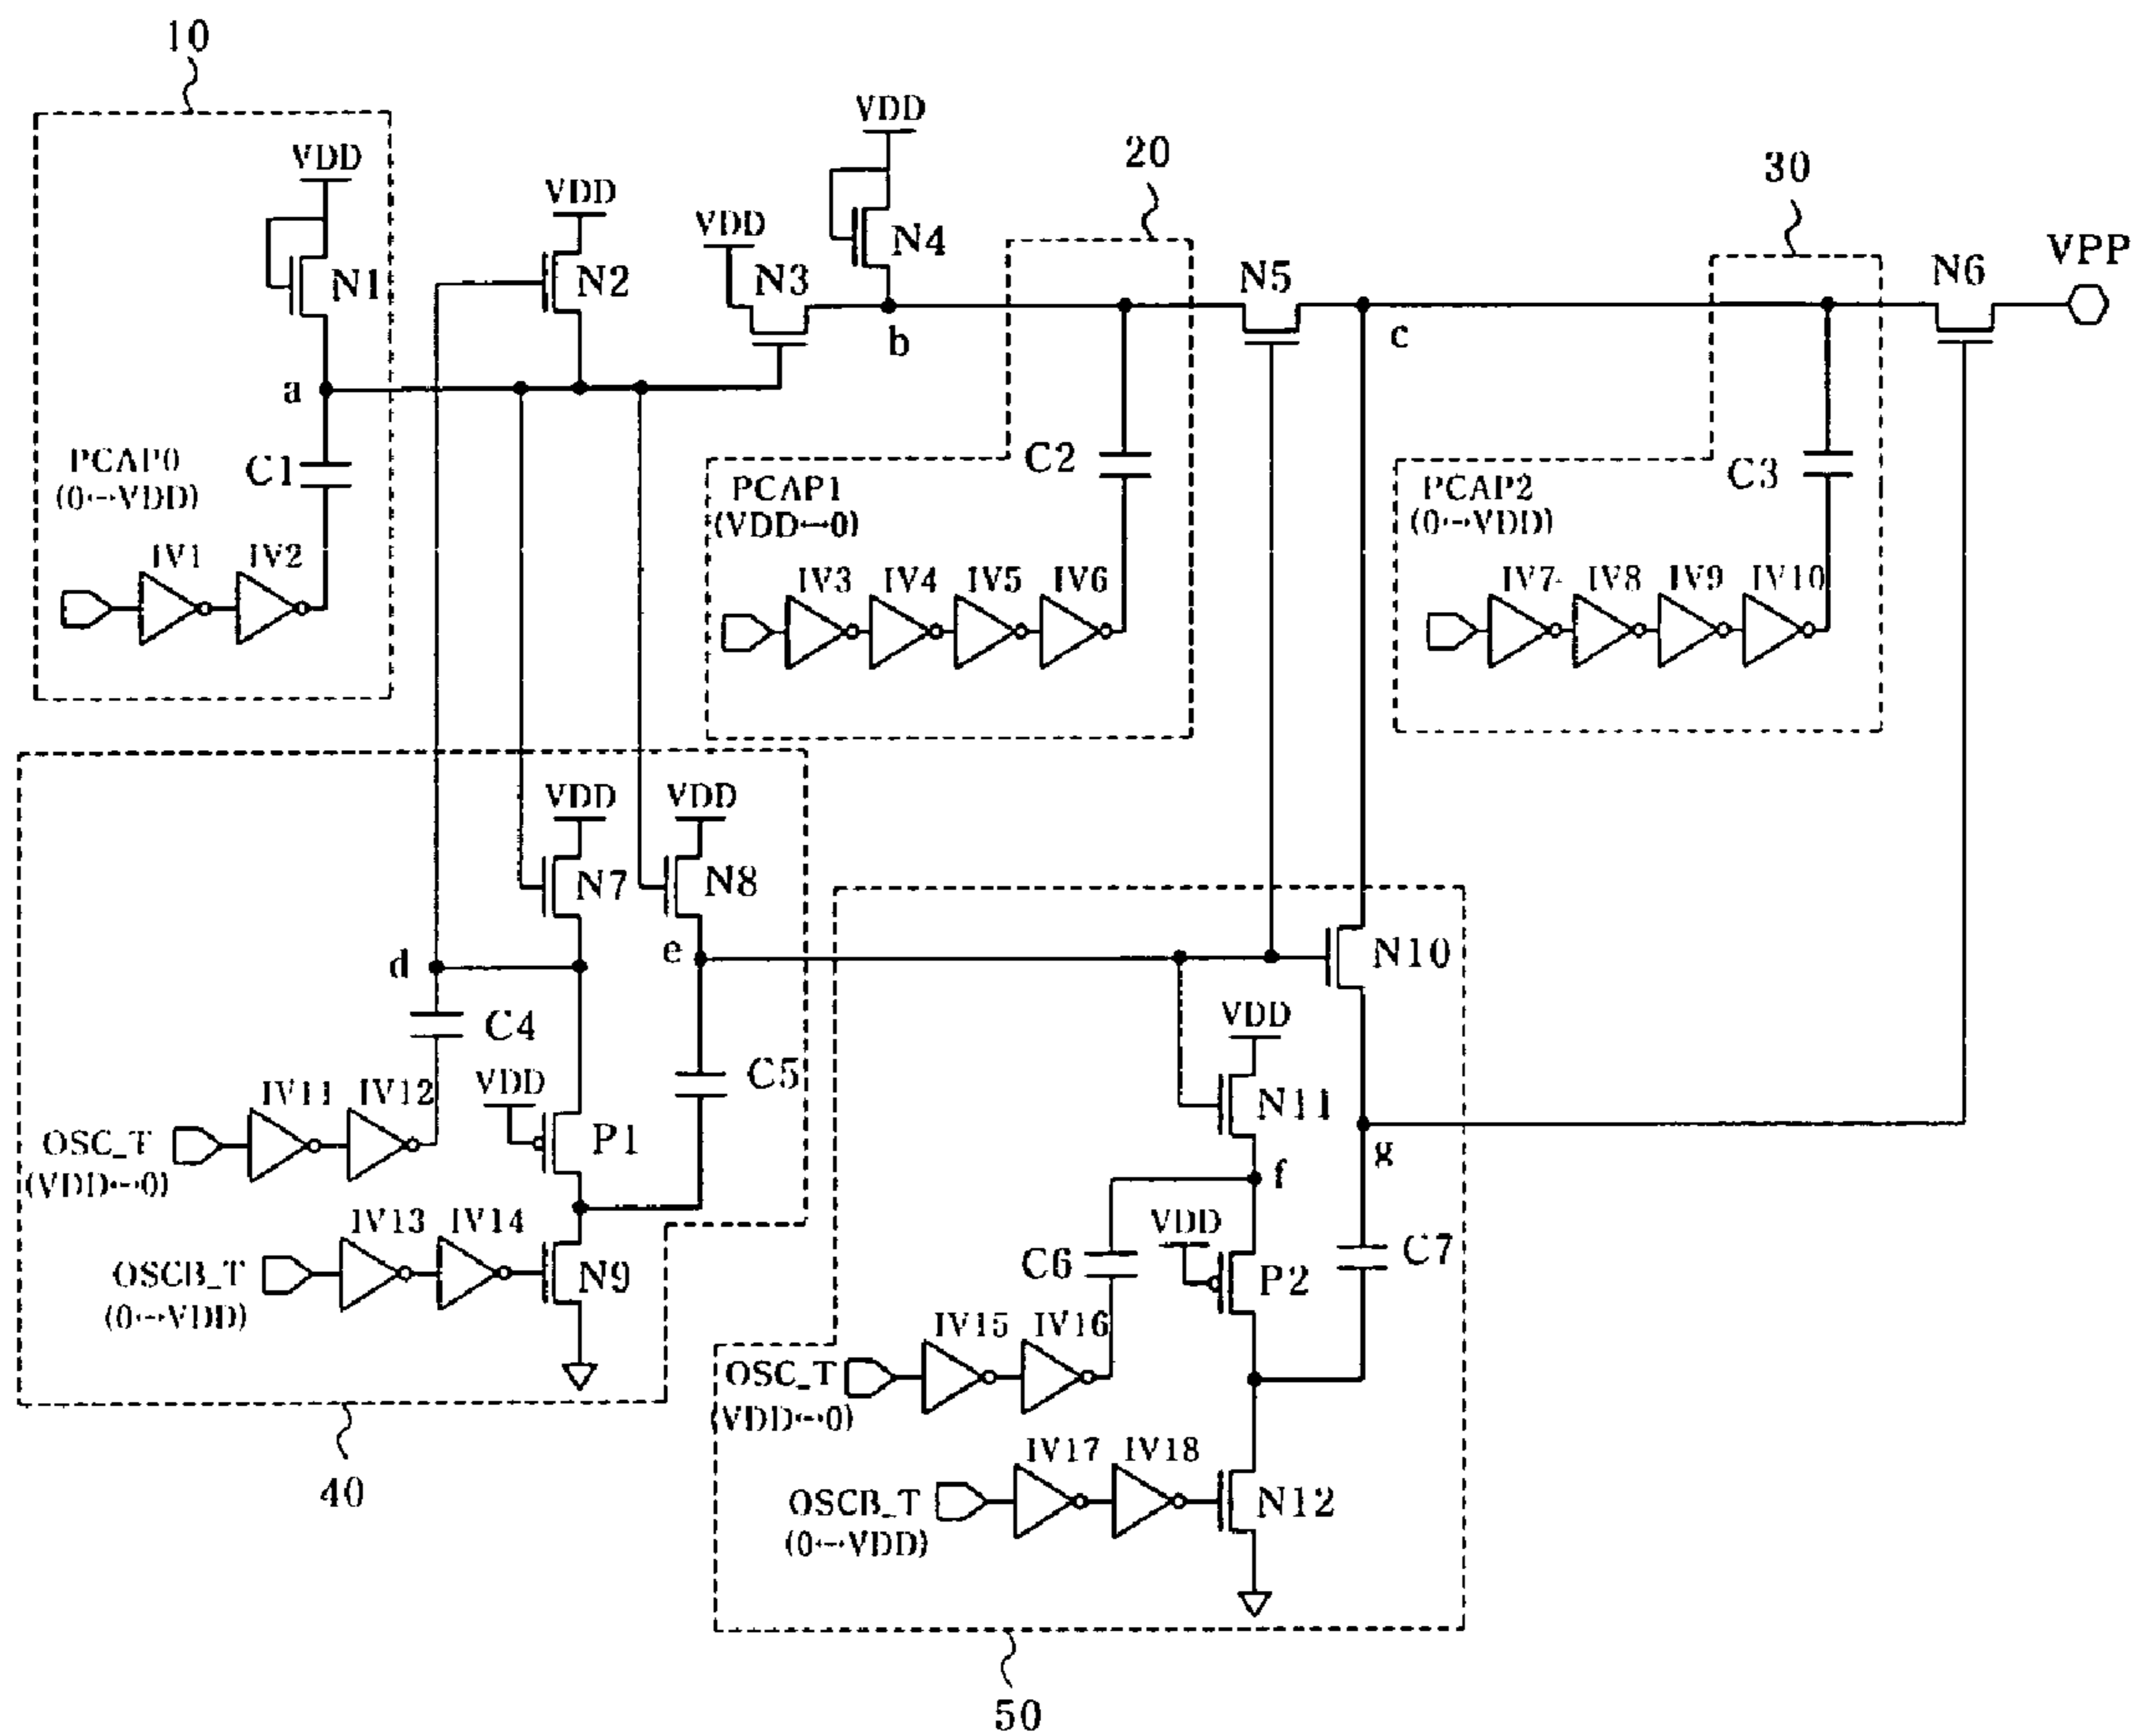 10
VDD
N1
a
PCAP0
(0↔VDD)
C1
IV1 IV2
VDD
N2
VDD
N3
VDD
N4
b
20
C2
PCAP1
(VDD↔0)
IV3 IV4 IV5 IV6
N5
c
30
C3
PCAP2
(0↔VDD)
IV7 IV8 IV9 IV10
N6
VPP
VDD
N7
VDD
N8
d
e
C4
C5
VDD
P1
IV11 IV12
OSC_T
(VDD↔0)
IV13 IV14
OSCB_T
(0↔VDD)
N9
40
N10
VDD
N11
f
g
VDD
P2
C6
C7
IV15 IV16
OSC_T
(VDD↔0)
IV17 IV18
OSCB_T
(0↔VDD)
N12
50